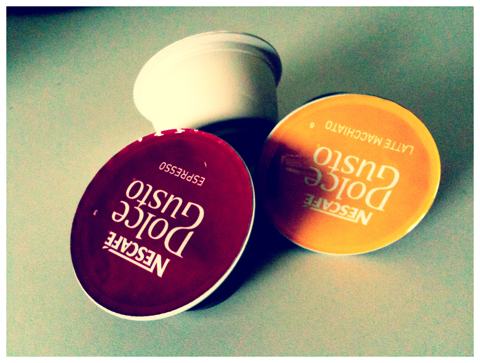 NESCAFÉ
Dolce
Gusto
ESPRESSO
NESCAFÉ
Dolce
Gusto
LATTE MACCHIATO